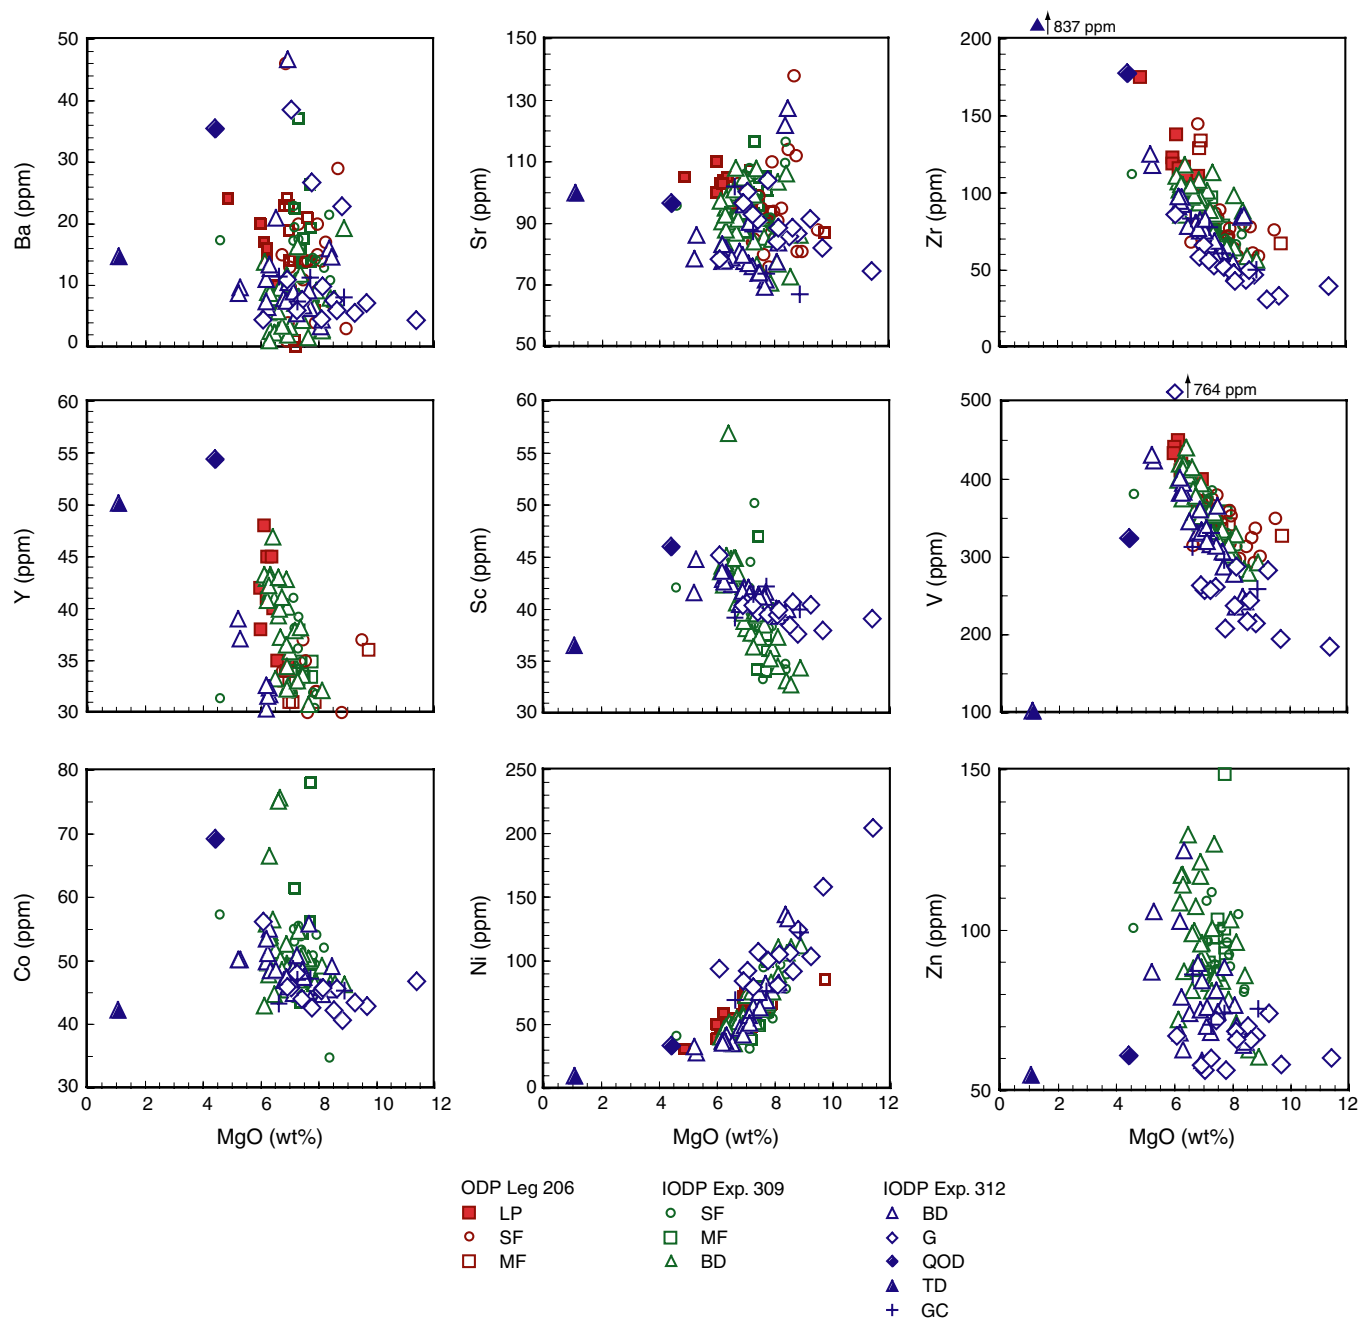 837 ppm
50
40
30
20
10
0
Ba (ppm)
150
130
110
90
70
50
Sr (ppm)
200
150
100
50
0
Zr (ppm)
764 ppm
60
55
50
45
40
35
30
Y (ppm)
60
55
50
45
40
35
30
Sc (ppm)
500
400
300
200
100
V (ppm)
80
70
60
50
40
30
Co (ppm)
250
200
150
100
50
0
Ni (ppm)
150
100
50
Zn (ppm)
0 2 4 6 8 10 12
0 2 4 6 8 10 12
0 2 4 6 8 10 12
MgO (wt%)
MgO (wt%)
MgO (wt%)
ODP Leg 206
LP
SF
MF
IODP Exp. 309
SF
MF
BD
IODP Exp. 312
BD
G
QOD
TD
GC